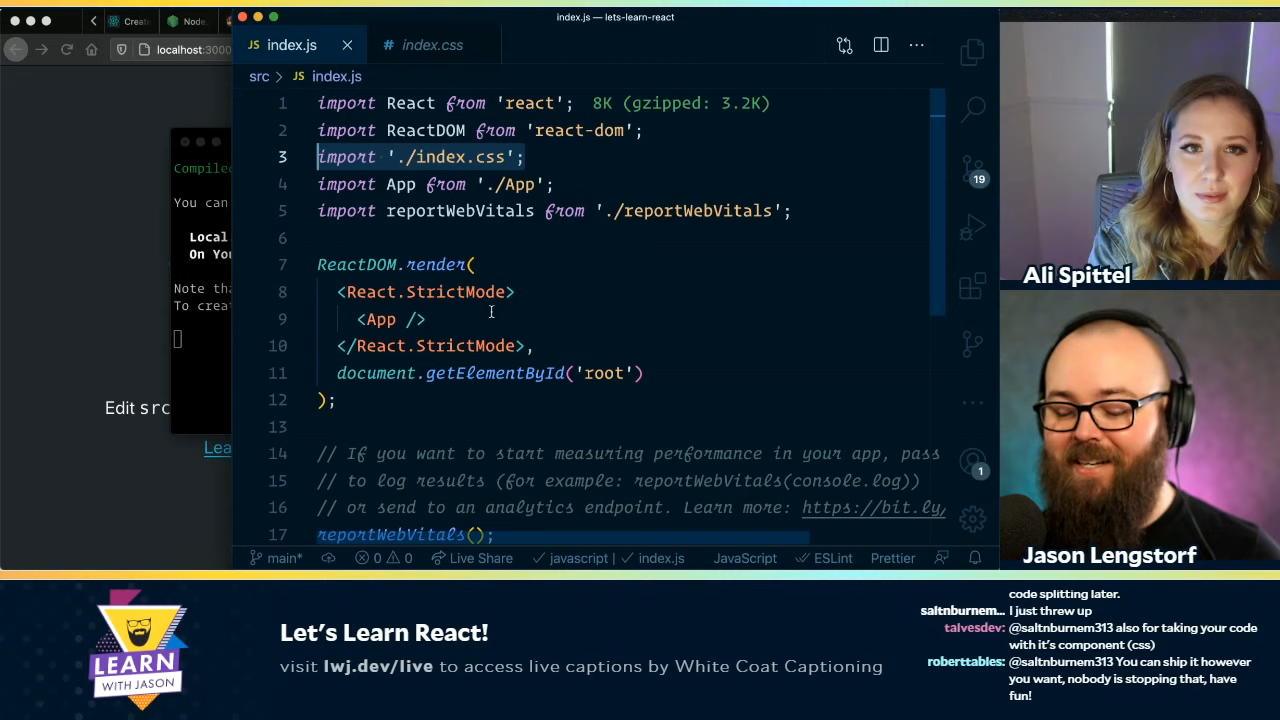 index.js — lets-learn-react
Create
Node.
localhost:3000
JS index.js
# index.css
src > JS index.js
1 import React from 'react'; 8K (gzipped: 3.2K)
2 import ReactDOM from 'react-dom';
3 import './index.css';
4 import App from './App';
5 import reportWebVitals from './reportWebVitals';
6
7 ReactDOM.render(
8 <React.StrictMode>
9 <App />
10 </React.StrictMode>,
11 document.getElementById('root')
12 );
13
14 // If you want to start measuring performance in your app, pass
15 // to log results (for example: reportWebVitals(console.log))
16 // or send to an analytics endpoint. Learn more: https://bit.ly/
17 reportWebVitals();
Compiled
You can
Local
On You
Note tha
To creat
Edit src
Lea
19
1
main*
0
0
Live Share
javascript |
index.js
JavaScript
ESLint
Prettier
Ali Spittel
Jason Lengstorf
LEARN
WITH JASON
Let's Learn React!
visit lwj.dev/live to access live captions by White Coat Captioning
code splitting later.
saltnburnem... I just threw up
talvesdev: @saltnburnem313 also for taking your code
with it's component (css)
roberttables: @saltnburnem313 You can ship it however
you want, nobody is stopping that, have
fun!